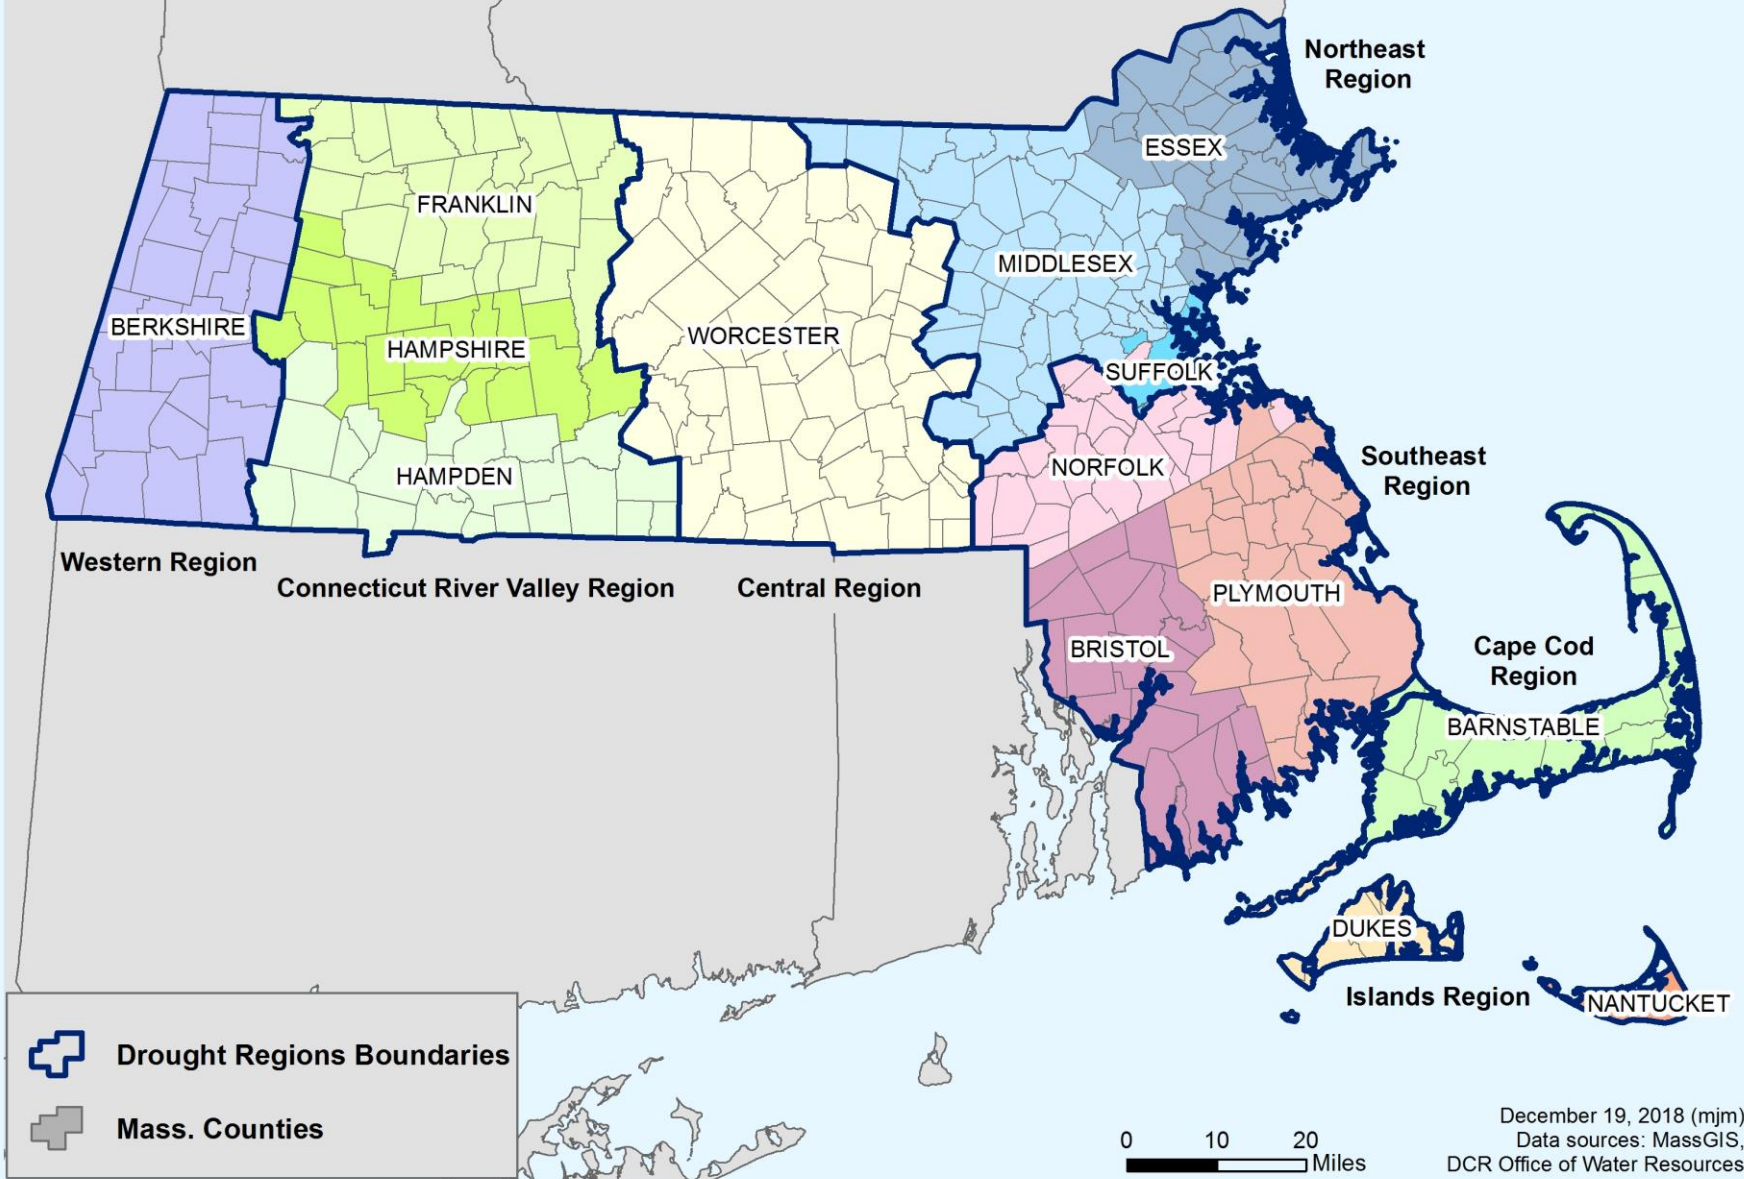 Northeast
Region
ESSEX
FRANKLIN
MIDDLESEX
BERKSHIRE
WORCESTER
HAMPSHIRE
SUFFOLK
NORFOLK
HAMPDEN
Southeast
Region
Western Region
Connecticut River Valley Region
Central Region
PLYMOUTH
BRISTOL
Cape Cod
Region
BARNSTABLE
DUKES
Islands Region
NANTUCKET
Drought Regions Boundaries
Mass. Counties
0 10 20
Miles
December 19, 2018 (mjm)
Data sources: MassGIS,
DCR Office of Water Resources